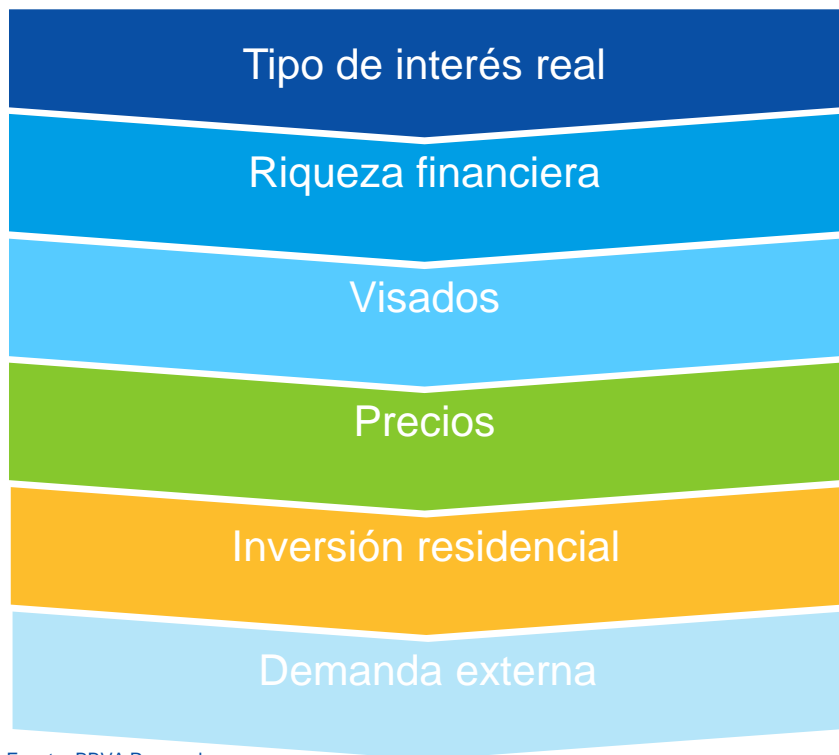 Tipo de interés real
Riqueza financiera
Visados
Precios
Inversión residencial
Demanda externa